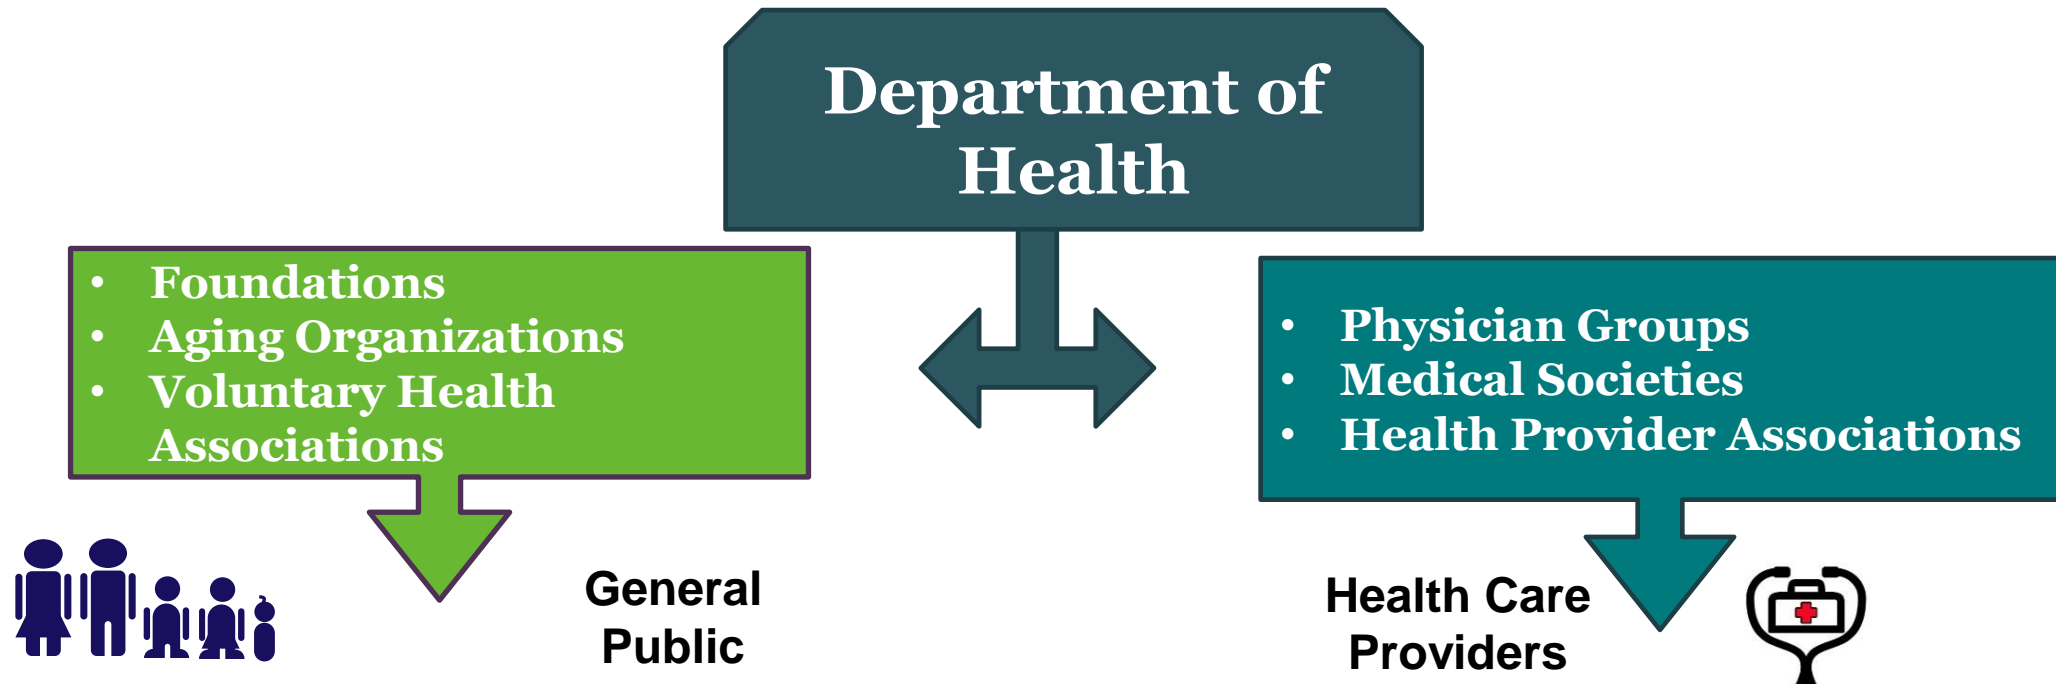 Department of
Health
• Foundations
• Aging Organizations
• Voluntary Health
Associations
• Physician Groups
• Medical Societies
• Health Provider Associations
General
Public
Health Care
Providers